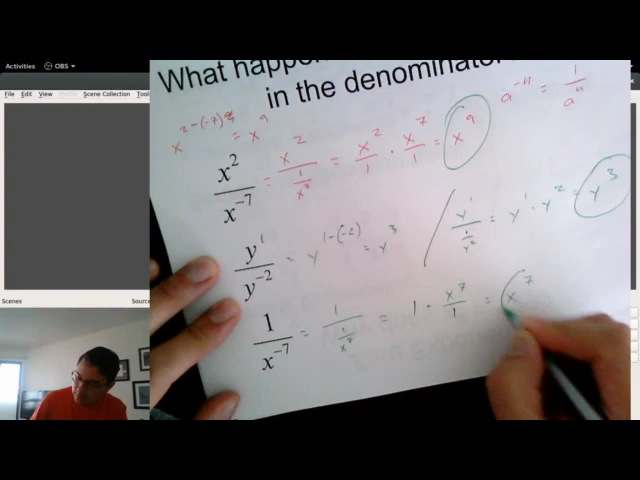 Activities OBS
File Edit View Scene Collection Tools
What happen
in the denominator
a^{-n} = 1/a^n
x^{2-(-7)} = x^9
x^2/x^{-7} = x^2/(1/x^7) = x^2/1 · x^7/1 = x^9
y^1/y^{-2} = y^{1-(-2)} = y^3 / y^1/(1/y^2) = y^1 · y^2 = y^3
1/x^{-7} = 1/(1/x^7) = 1 · x^7/1 = x^7
Scenes